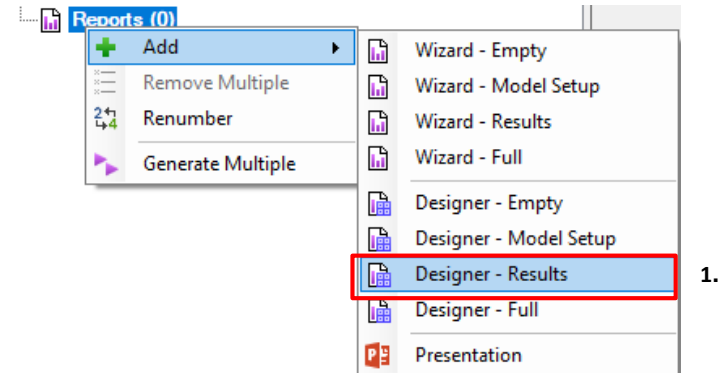 Reports (0)
Add
Remove Multiple
Renumber
Generate Multiple
Wizard - Empty
Wizard - Model Setup
Wizard - Results
Wizard - Full
Designer - Empty
Designer - Model Setup
Designer - Results
1.
Designer - Full
Presentation